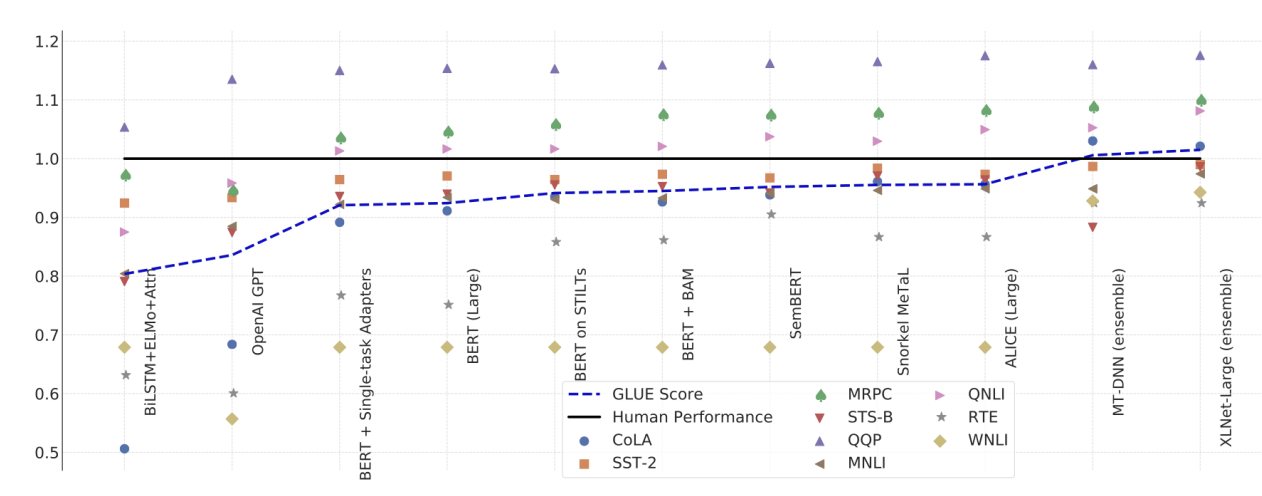 1.2
1.1
1.0
0.9
0.8
0.7
0.6
0.5
BiLSTM+ELMo+Attn
OpenAI GPT
BERT + Single-task Adapters
BERT (Large)
BERT on STILTs
BERT + BAM
SemBERT
Snorkel MeTaL
ALICE (Large)
MT-DNN (ensemble)
XLNet-Large (ensemble)
GLUE Score
Human Performance
CoLA
SST-2
MRPC
STS-B
QQP
MNLI
QNLI
RTE
WNLI